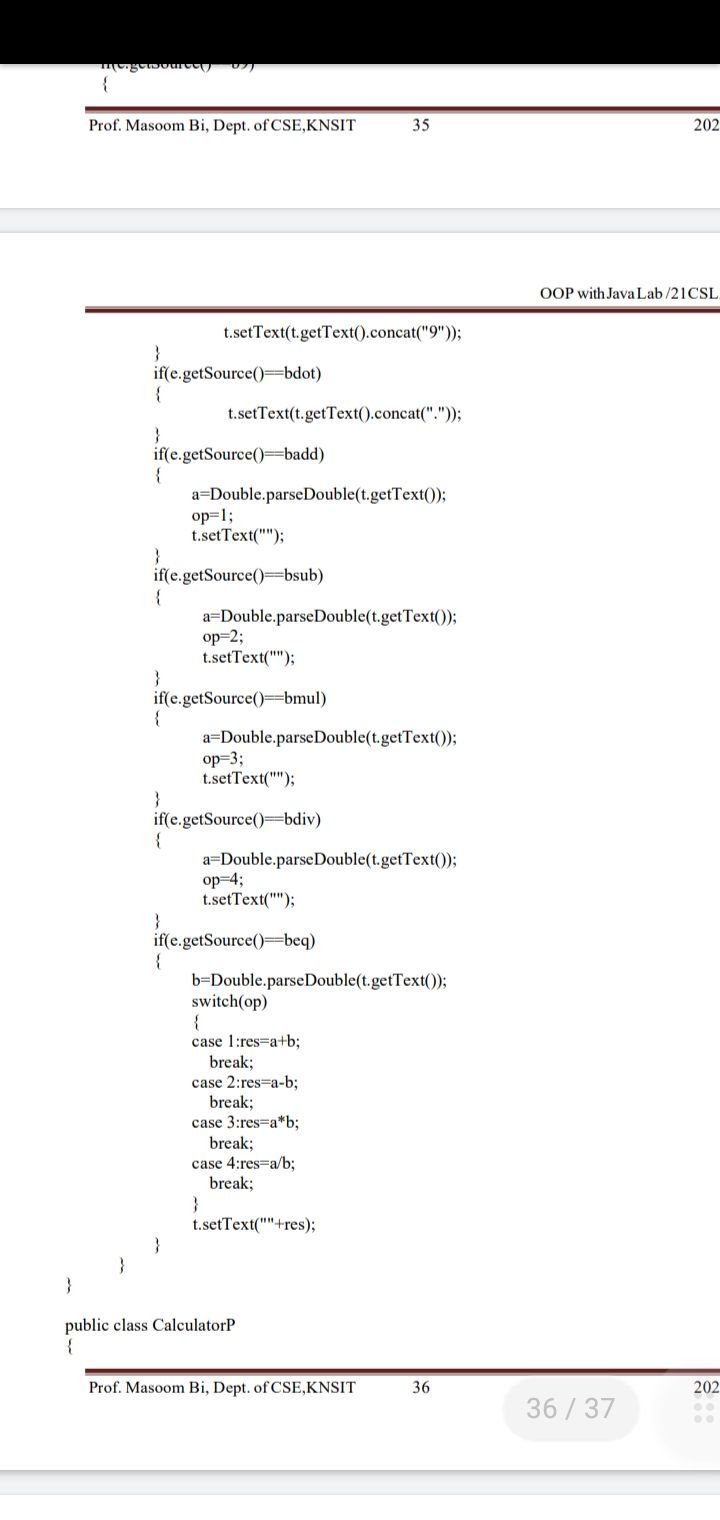 {
Prof. Masoom Bi, Dept. of CSE,KNSIT 35 202
OOP with Java Lab /21CSL
t.setText(t.getText().concat("9"));
}
if(e.getSource()==bdot)
{
t.setText(t.getText().concat("."));
}
if(e.getSource()==badd)
{
a=Double.parseDouble(t.getText());
op=1;
t.setText("");
}
if(e.getSource()==bsub)
{
a=Double.parseDouble(t.getText());
op=2;
t.setText("");
}
if(e.getSource()==bmul)
{
a=Double.parseDouble(t.getText());
op=3;
t.setText("");
}
if(e.getSource()==bdiv)
{
a=Double.parseDouble(t.getText());
op=4;
t.setText("");
}
if(e.getSource()==beq)
{
b=Double.parseDouble(t.getText());
switch(op)
{
case 1:res=a+b;
break;
case 2:res=a-b;
break;
case 3:res=a*b;
break;
case 4:res=a/b;
break;
}
t.setText(""+res);
}
}
}
public class CalculatorP
{
Prof. Masoom Bi, Dept. of CSE,KNSIT 36 202
36 / 37